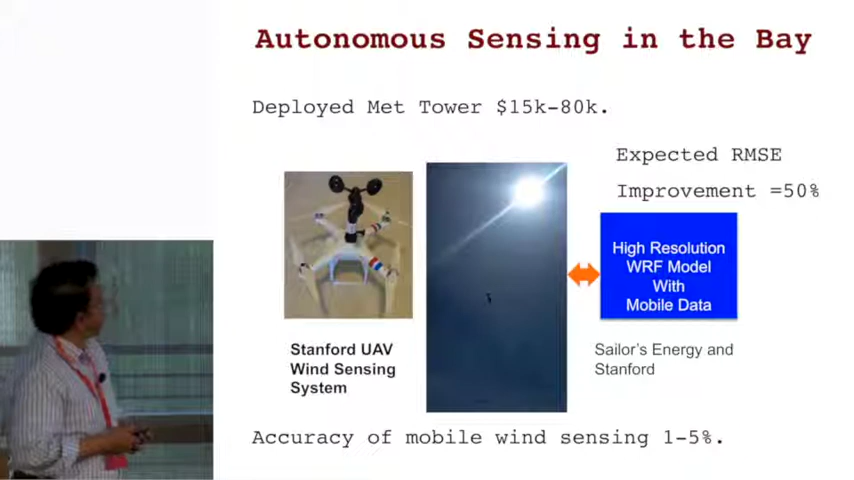 Autonomous Sensing in the Bay
Deployed Met Tower $15k-80k.
Expected RMSE
Improvement =50%
High Resolution
WRF Model
With
Mobile Data
Stanford UAV
Wind Sensing
System
Sailor's Energy and
Stanford
Accuracy of mobile wind sensing 1-5%.